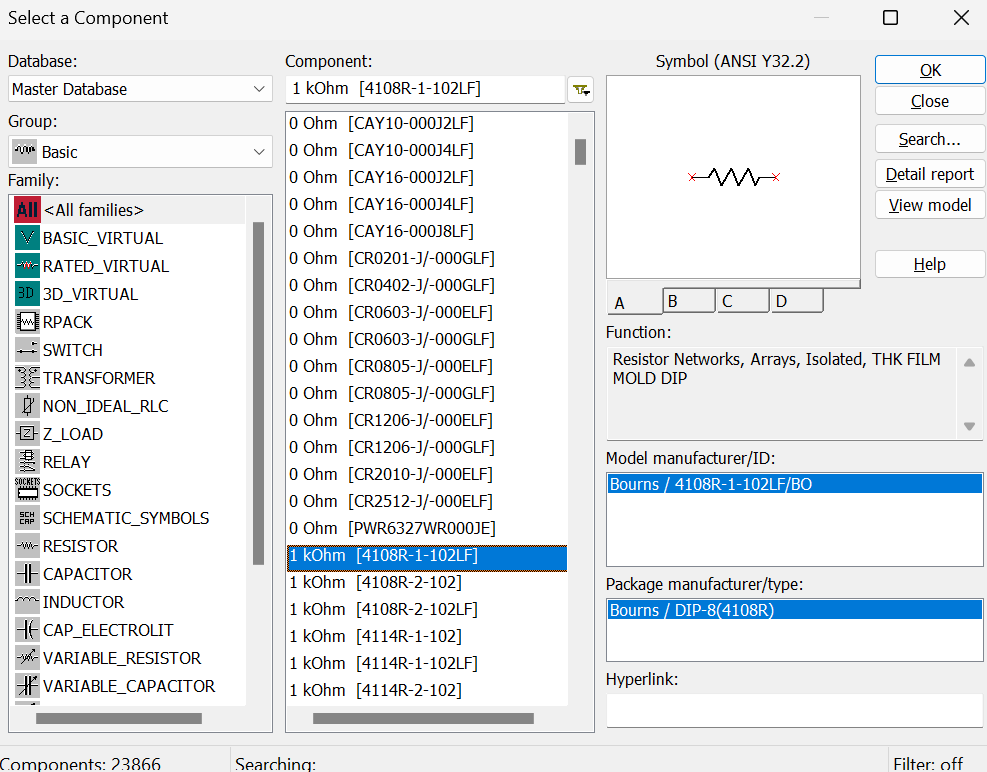 Select a Component
Database:
Master Database
Group:
Basic
Family:
All <All families>
BASIC_VIRTUAL
RATED_VIRTUAL
3D 3D_VIRTUAL
RPACK
SWITCH
TRANSFORMER
NON_IDEAL_RLC
Z Z_LOAD
RELAY
SOCKETS SOCKETS
SCH CAP SCHEMATIC_SYMBOLS
RESISTOR
CAPACITOR
INDUCTOR
CAP_ELECTROLIT
VARIABLE_RESISTOR
VARIABLE_CAPACITOR
Component:
1 kOhm [4108R-1-102LF]
0 Ohm [CAY10-000J2LF]
0 Ohm [CAY10-000J4LF]
0 Ohm [CAY16-000J2LF]
0 Ohm [CAY16-000J4LF]
0 Ohm [CAY16-000J8LF]
0 Ohm [CR0201-J/-000GLF]
0 Ohm [CR0402-J/-000GLF]
0 Ohm [CR0603-J/-000ELF]
0 Ohm [CR0603-J/-000GLF]
0 Ohm [CR0805-J/-000ELF]
0 Ohm [CR0805-J/-000GLF]
0 Ohm [CR1206-J/-000ELF]
0 Ohm [CR1206-J/-000GLF]
0 Ohm [CR2010-J/-000ELF]
0 Ohm [CR2512-J/-000ELF]
0 Ohm [PWR6327WR000JE]
1 kOhm [4108R-1-102LF]
1 kOhm [4108R-2-102]
1 kOhm [4108R-2-102LF]
1 kOhm [4114R-1-102]
1 kOhm [4114R-1-102LF]
1 kOhm [4114R-2-102]
Symbol (ANSI Y32.2)
A B C D
Function:
Resistor Networks, Arrays, Isolated, THK FILM
MOLD DIP
Model manufacturer/ID:
Bourns / 4108R-1-102LF/BO
Package manufacturer/type:
Bourns / DIP-8(4108R)
Hyperlink:
OK
Close
Search...
Detail report
View model
Help
Components: 23866
Searching:
Filter: off